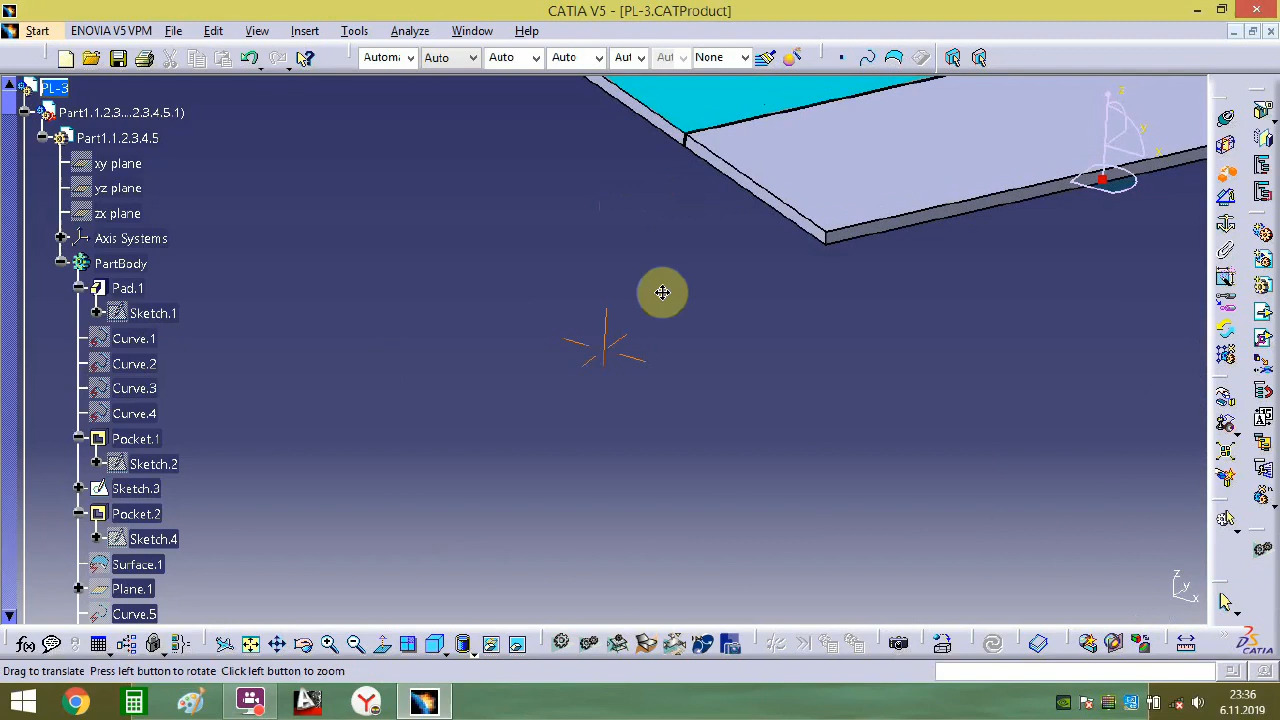 CATIA V5 - [PL-3.CATProduct]
Start ENOVIA V5 VPM File Edit View Insert Tools Analyze Window Help
Automa Auto Auto Auto Aut Aut None
PL-3
Part1.1.2.3...2.3.4.5.1)
Part1.1.2.3.4.5
xy plane
yz plane
zx plane
Axis Systems
PartBody
Pad.1
Sketch.1
Curve.1
Curve.2
Curve.3
Curve.4
Pocket.1
Sketch.2
Sketch.3
Pocket.2
Sketch.4
Surface.1
Plane.1
Curve.5
z
y
x
z
y
x
f(x)
DS
CATIA
Drag to translate Press left button to rotate Click left button to zoom
23:36
6.11.2019